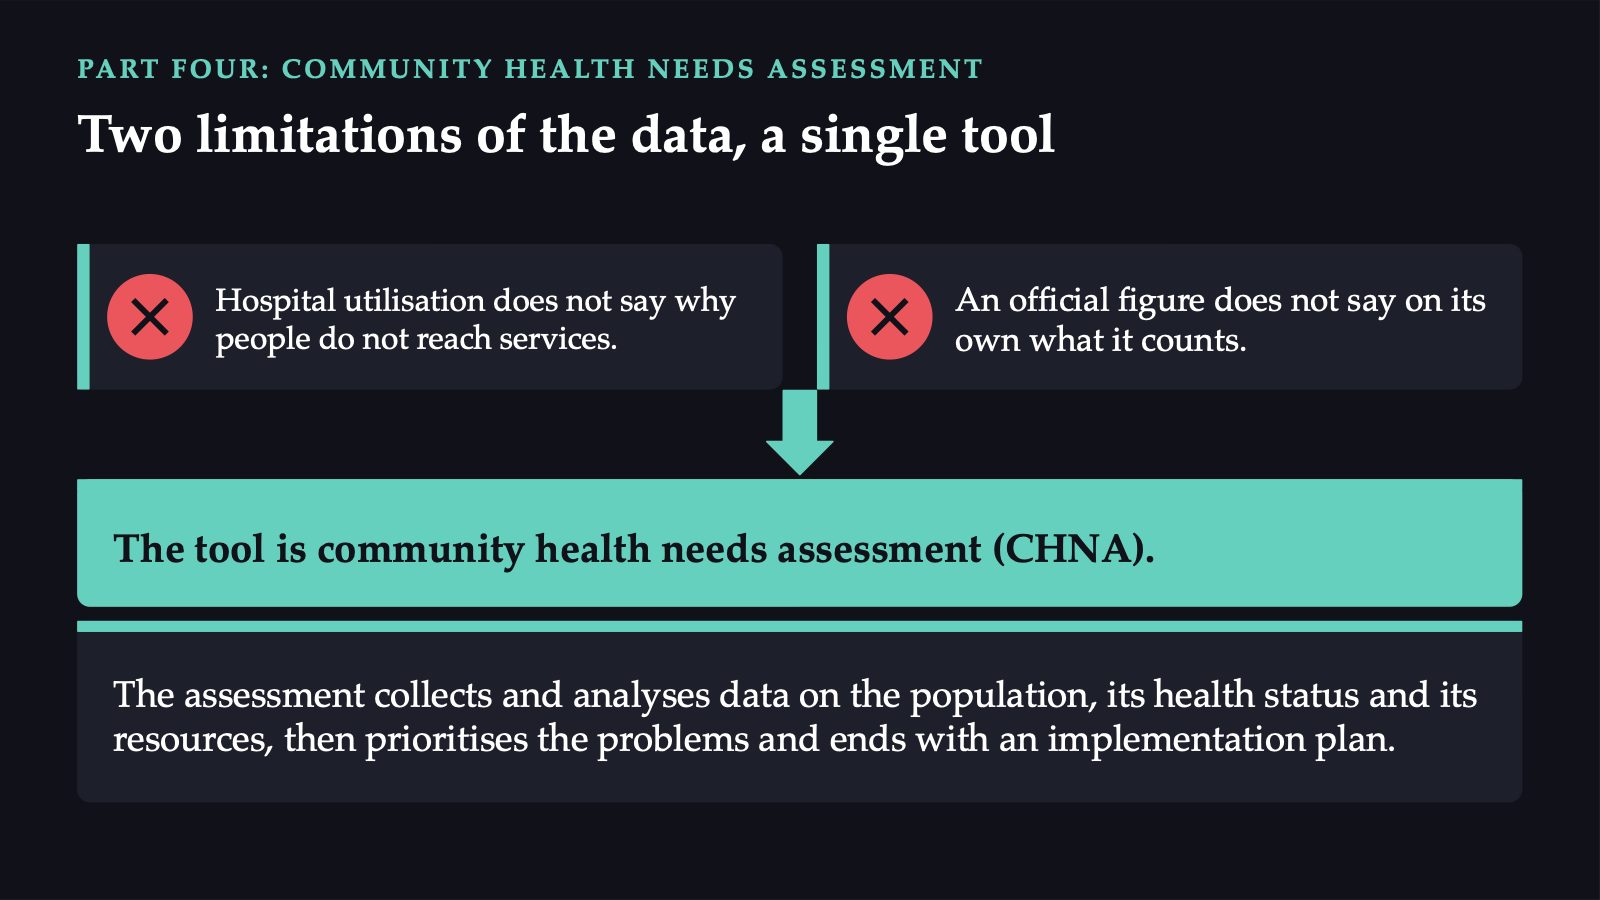 PART FOUR: COMMUNITY HEALTH NEEDS ASSESSMENT
Two limitations of the data, a single tool
Hospital utilisation does not say why
people do not reach services.
An official figure does not say on its
own what it counts.
The tool is community health needs assessment (CHNA).
The assessment collects and analyses data on the population, its health status and its
resources, then prioritises the problems and ends with an implementation plan.